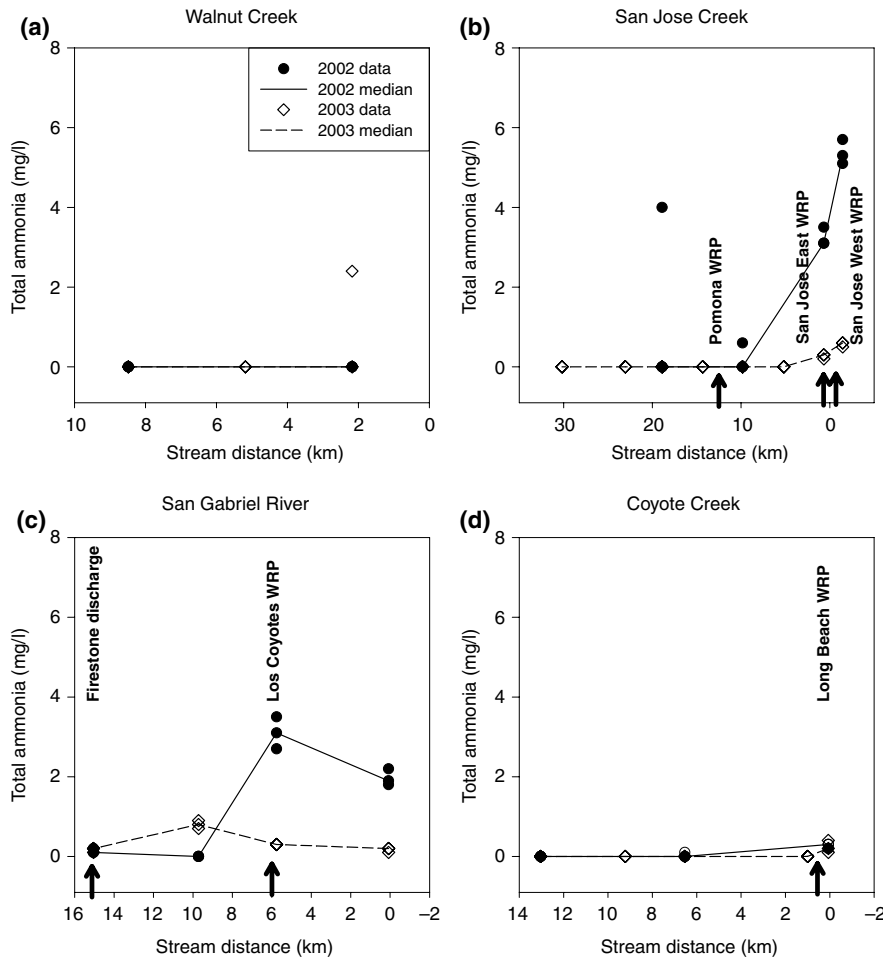 (a)
Walnut Creek
8
6
4
2
0
Total ammonia (mg/l)
2002 data
2002 median
2003 data
2003 median
10 8 6 4 2 0
Stream distance (km)
(b)
San Jose Creek
8
6
4
2
0
Total ammonia (mg/l)
Pomona WRP
San Jose East WRP
San Jose West WRP
30 20 10 0
Stream distance (km)
(c)
San Gabriel River
8
6
4
2
0
Total ammonia (mg/l)
Firestone discharge
Los Coyotes WRP
16 14 12 10 8 6 4 2 0 –2
Stream distance (km)
(d)
Coyote Creek
8
6
4
2
0
Total ammonia (mg/l)
Long Beach WRP
14 12 10 8 6 4 2 0 –2
Stream distance (km)